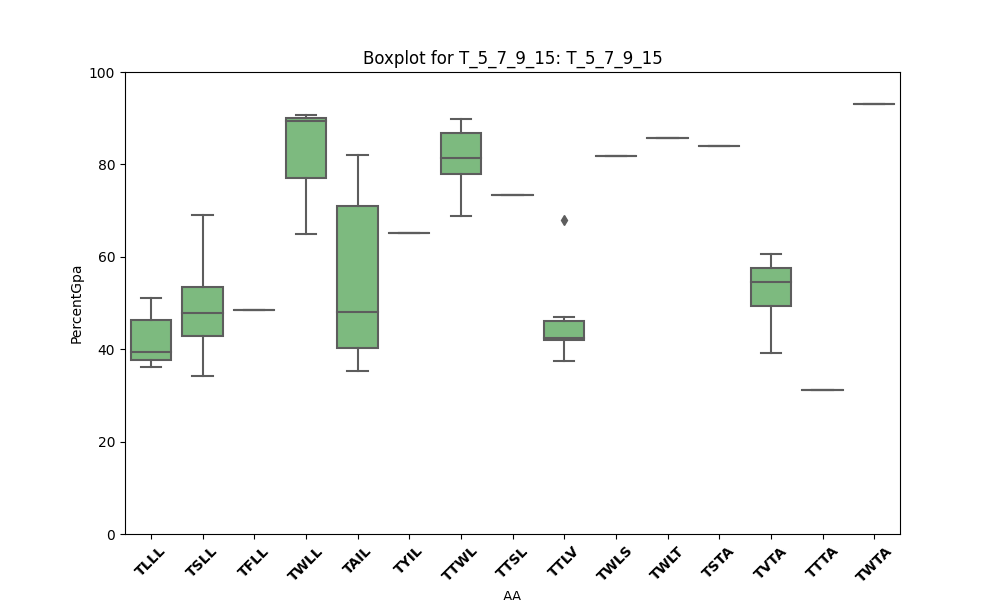 Boxplot for T_5_7_9_15: T_5_7_9_15
100
80
60
40
20
0
PercentGpa
TLLL TSLL TFLL TWLL TAIL TYIL TTWL TTSL TTLV TWLS TWLT TSTA TVTA TTTA TWTA
AA